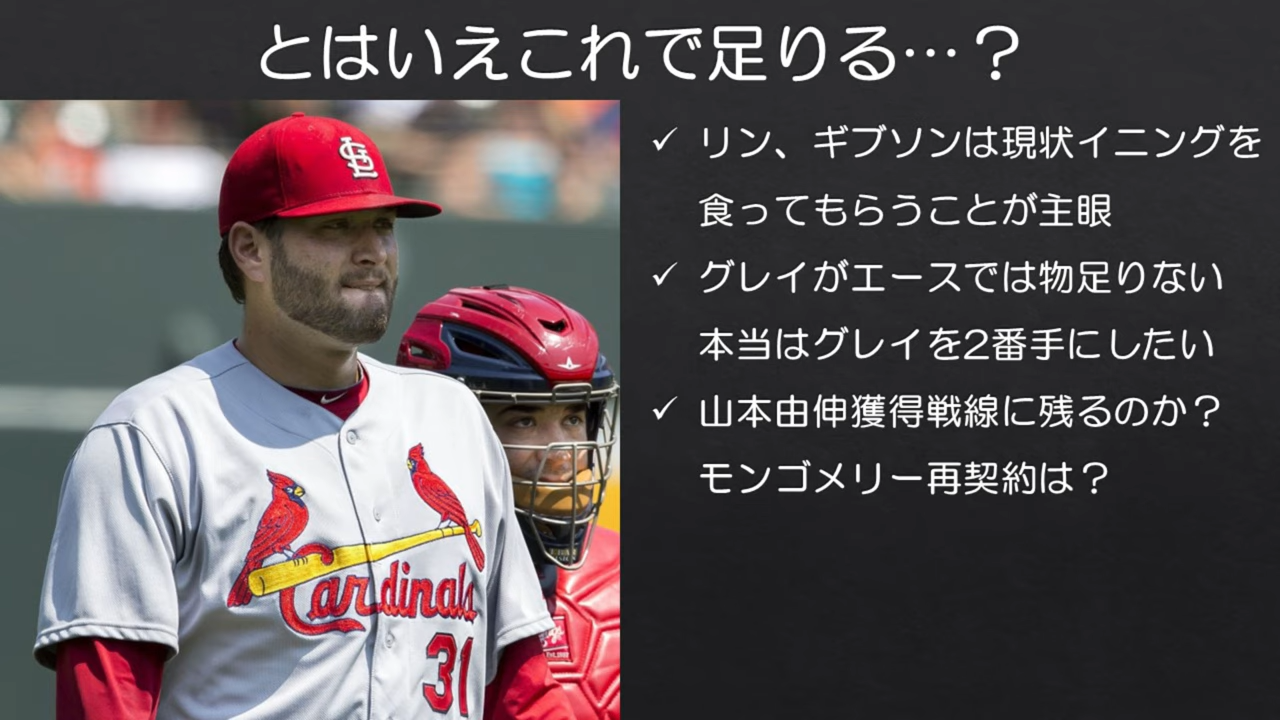 とはいえこれで足りる…？
✓ リン、ギブソンは現状イニングを
食ってもらうことが主眼
✓ グレイがエースでは物足りない
本当はグレイを2番手にしたい
✓ 山本由伸獲得戦線に残るのか？
モンゴメリー再契約は？
StL
Cardinals
31